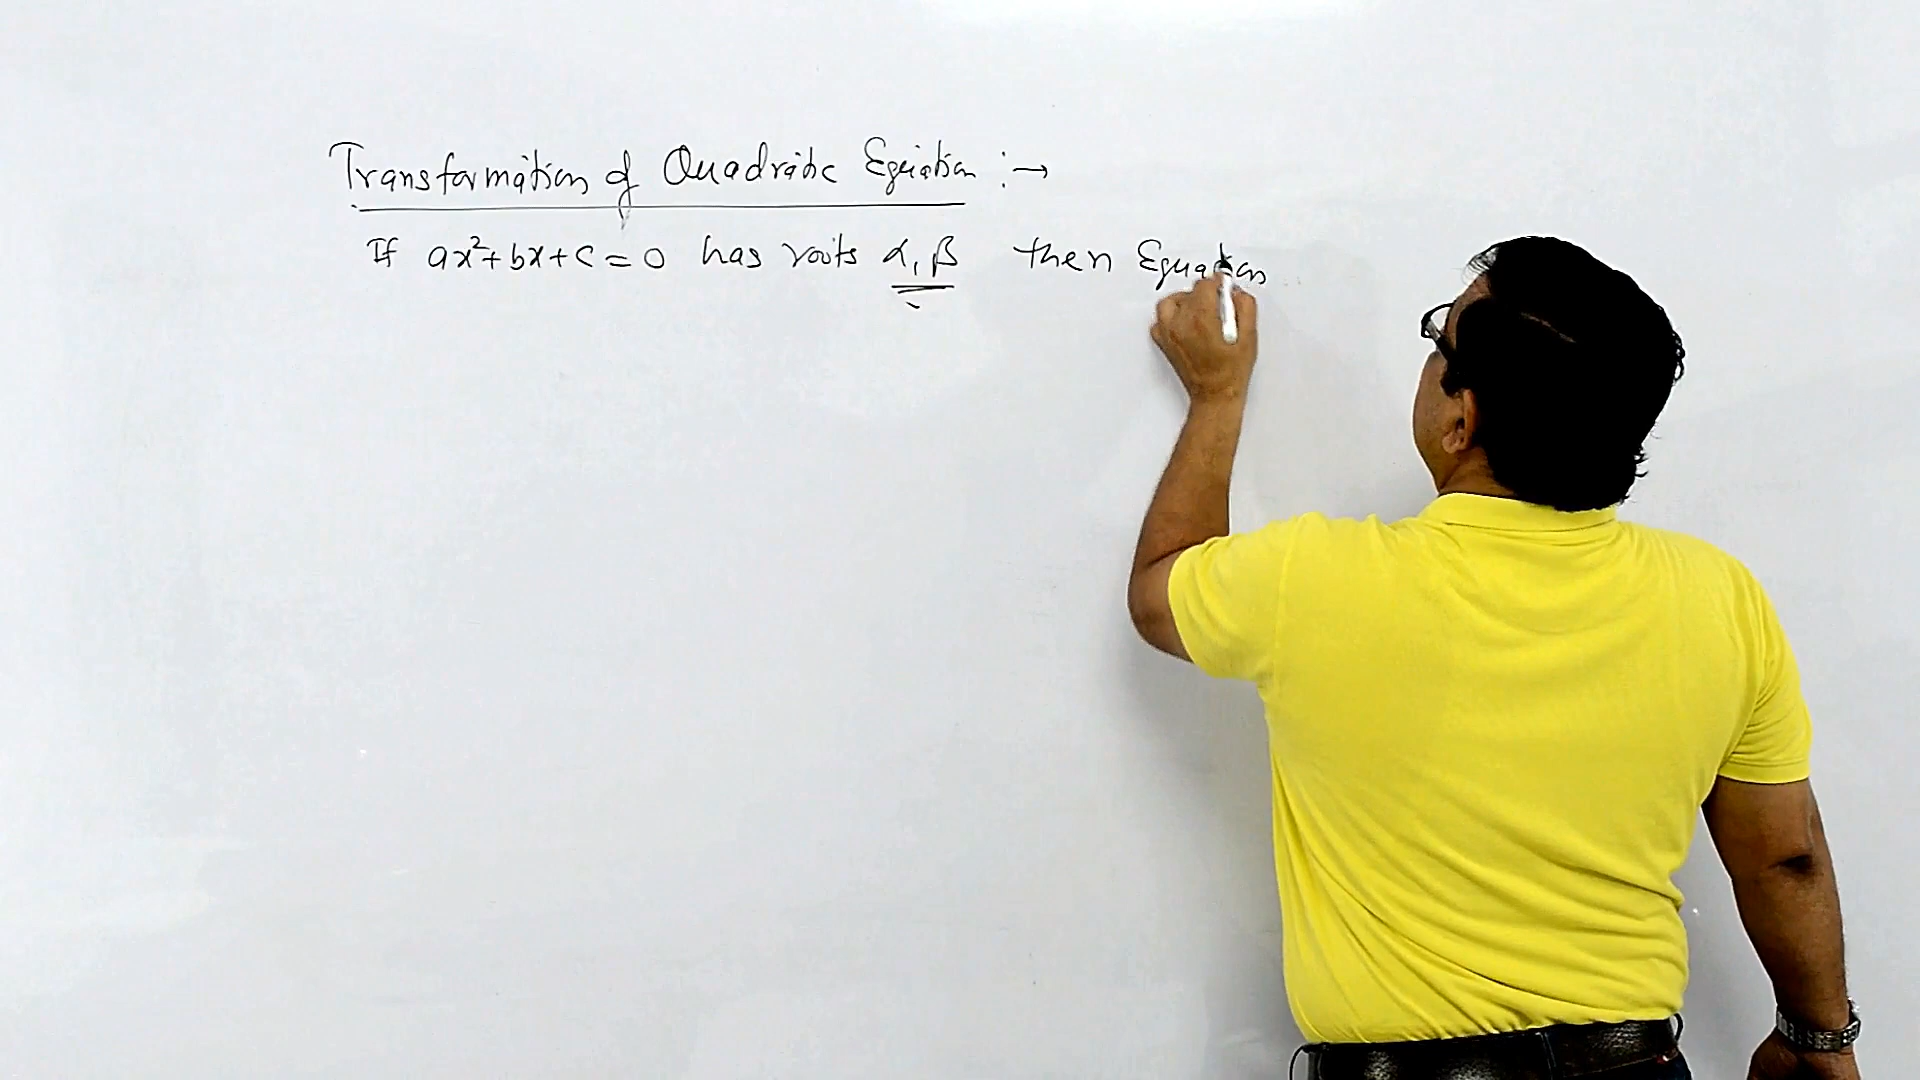 Transformation of Quadratic Equation :→
If ax²+bx+c=0 has roots α, β then Equation